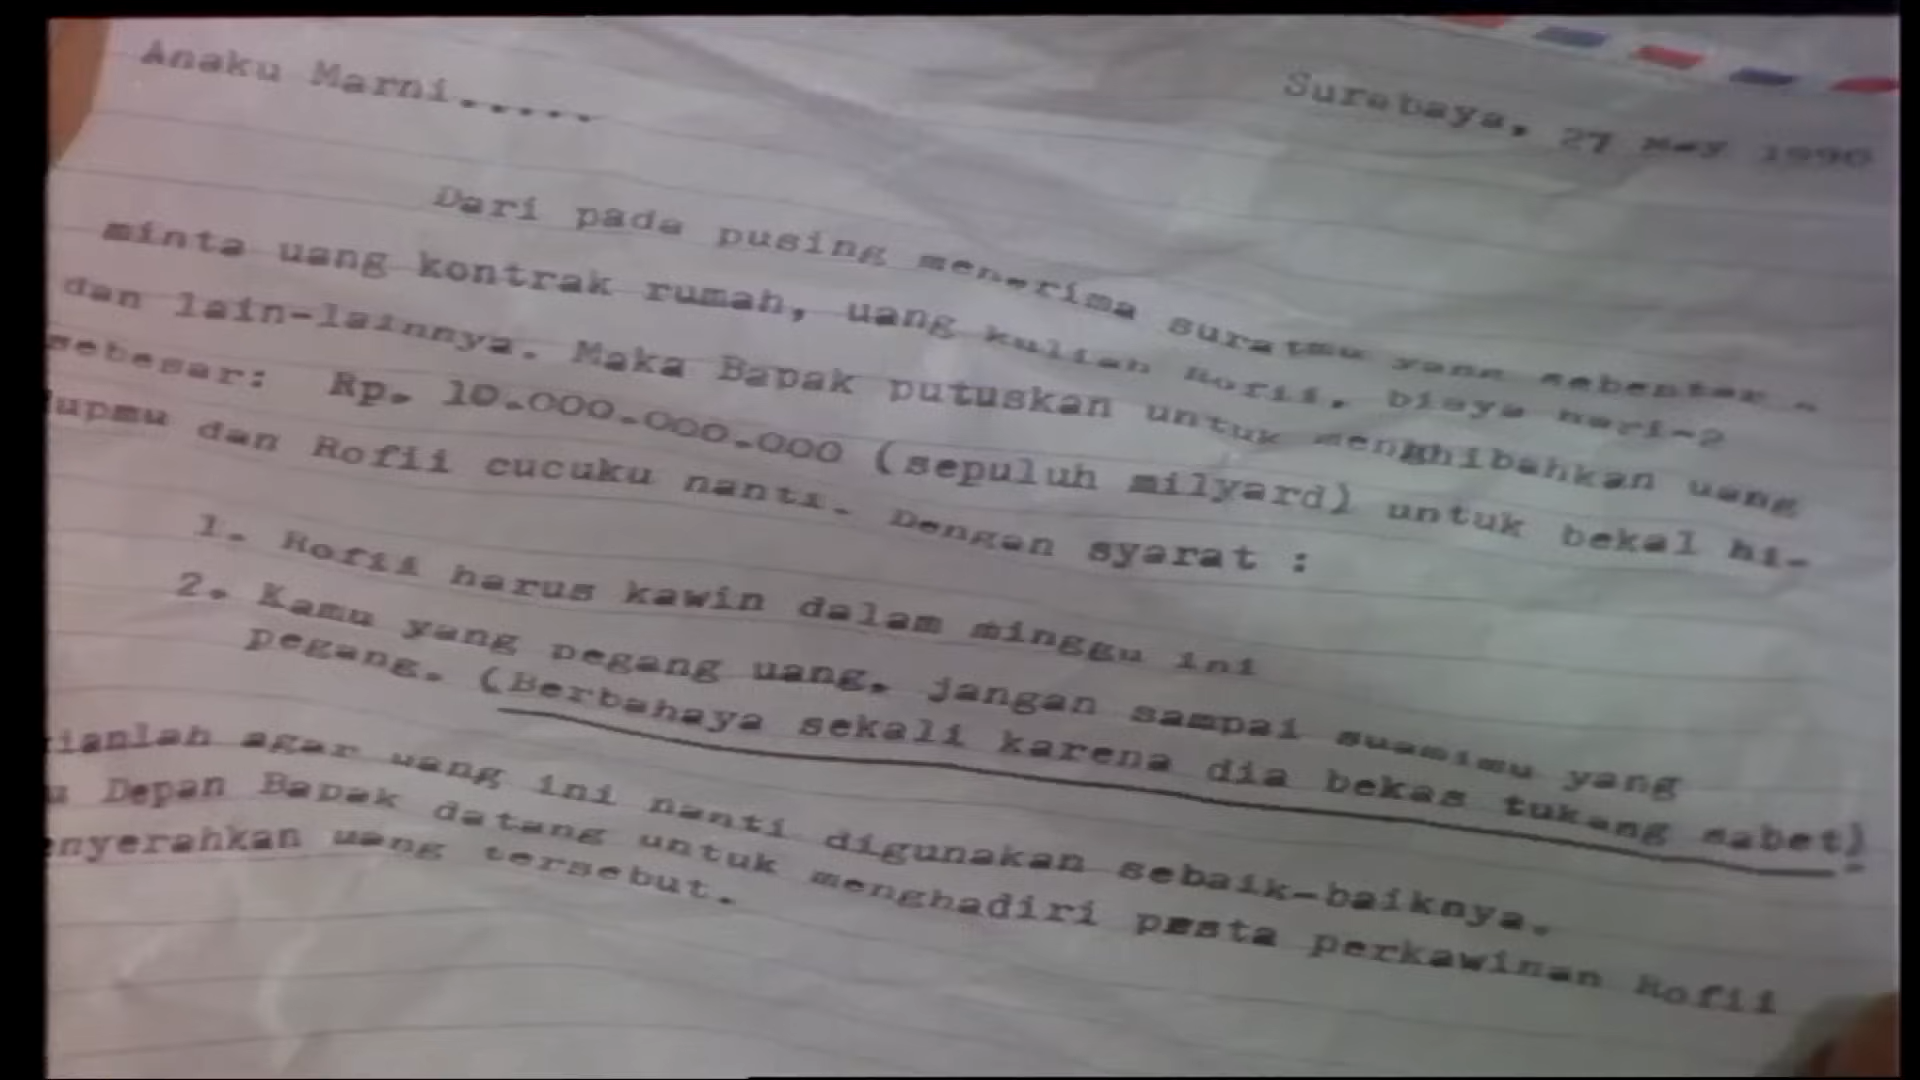 Surabaya, 27 May 1990
Anaku Marni.....
Dari pada pusing menerima suratmu yang sebentar -
minta uang kontrak rumah, uang kuliah Rofii, biaya hari-2
dan lain-lainnya. Maka Bapak putuskan untuk menghibahkan uang
sebesar: Rp. 10.000.000.000 (sepuluh milyard) untuk bekal hi-
upmu dan Rofii cucuku nanti. Dengan syarat :
1. Rofii harus kawin dalam minggu ini
2. Kamu yang pegang uang, jangan sampai suamimu yang
pegang. (Berbahaya sekali karena dia bekas tukang sabet)
ianlah agar uang ini nanti digunakan sebaik-baiknya.
u Depan Bapak datang untuk menghadiri pesta perkawinan Rofii
nyerahkan uang tersebut.